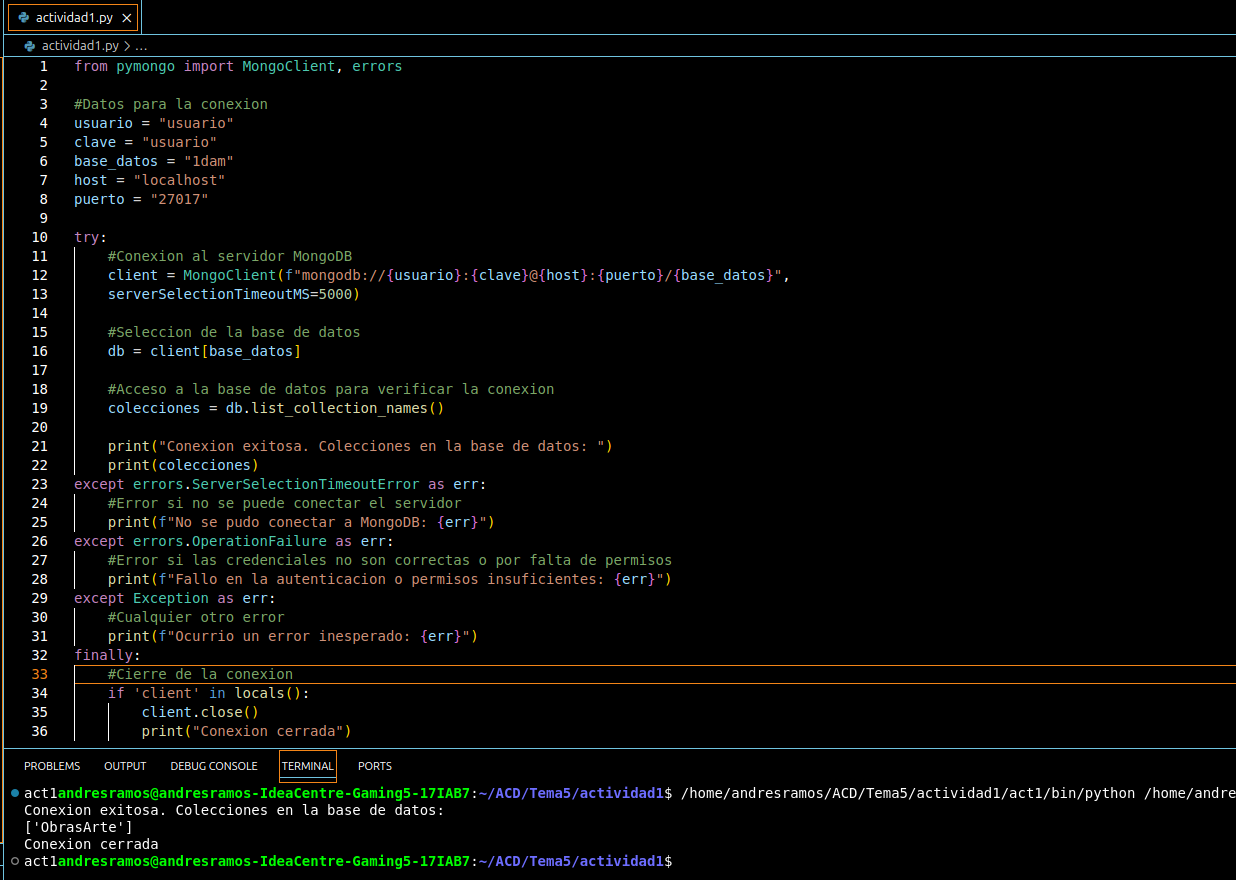 actividad1.py ×
actividad1.py > ...
1 from pymongo import MongoClient, errors
2
3 #Datos para la conexion
4 usuario = "usuario"
5 clave = "usuario"
6 base_datos = "1dam"
7 host = "localhost"
8 puerto = "27017"
9
10 try:
11     #Conexion al servidor MongoDB
12     client = MongoClient(f"mongodb://{usuario}:{clave}@{host}:{puerto}/{base_datos}",
13     serverSelectionTimeoutMS=5000)
14
15     #Seleccion de la base de datos
16     db = client[base_datos]
17
18     #Acceso a la base de datos para verificar la conexion
19     colecciones = db.list_collection_names()
20
21     print("Conexion exitosa. Colecciones en la base de datos: ")
22     print(colecciones)
23 except errors.ServerSelectionTimeoutError as err:
24     #Error si no se puede conectar el servidor
25     print(f"No se pudo conectar a MongoDB: {err}")
26 except errors.OperationFailure as err:
27     #Error si las credenciales no son correctas o por falta de permisos
28     print(f"Fallo en la autenticacion o permisos insuficientes: {err}")
29 except Exception as err:
30     #Cualquier otro error
31     print(f"Ocurrio un error inesperado: {err}")
32 finally:
33     #Cierre de la conexion
34     if 'client' in locals():
35         client.close()
36         print("Conexion cerrada")
PROBLEMS OUTPUT DEBUG CONSOLE TERMINAL PORTS
act1andresramos@andresramos-IdeaCentre-Gaming5-17IAB7:~/ACD/Tema5/actividad1$ /home/andresramos/ACD/Tema5/actividad1/act1/bin/python /home/andre
Conexion exitosa. Colecciones en la base de datos:
['ObrasArte']
Conexion cerrada
act1andresramos@andresramos-IdeaCentre-Gaming5-17IAB7:~/ACD/Tema5/actividad1$